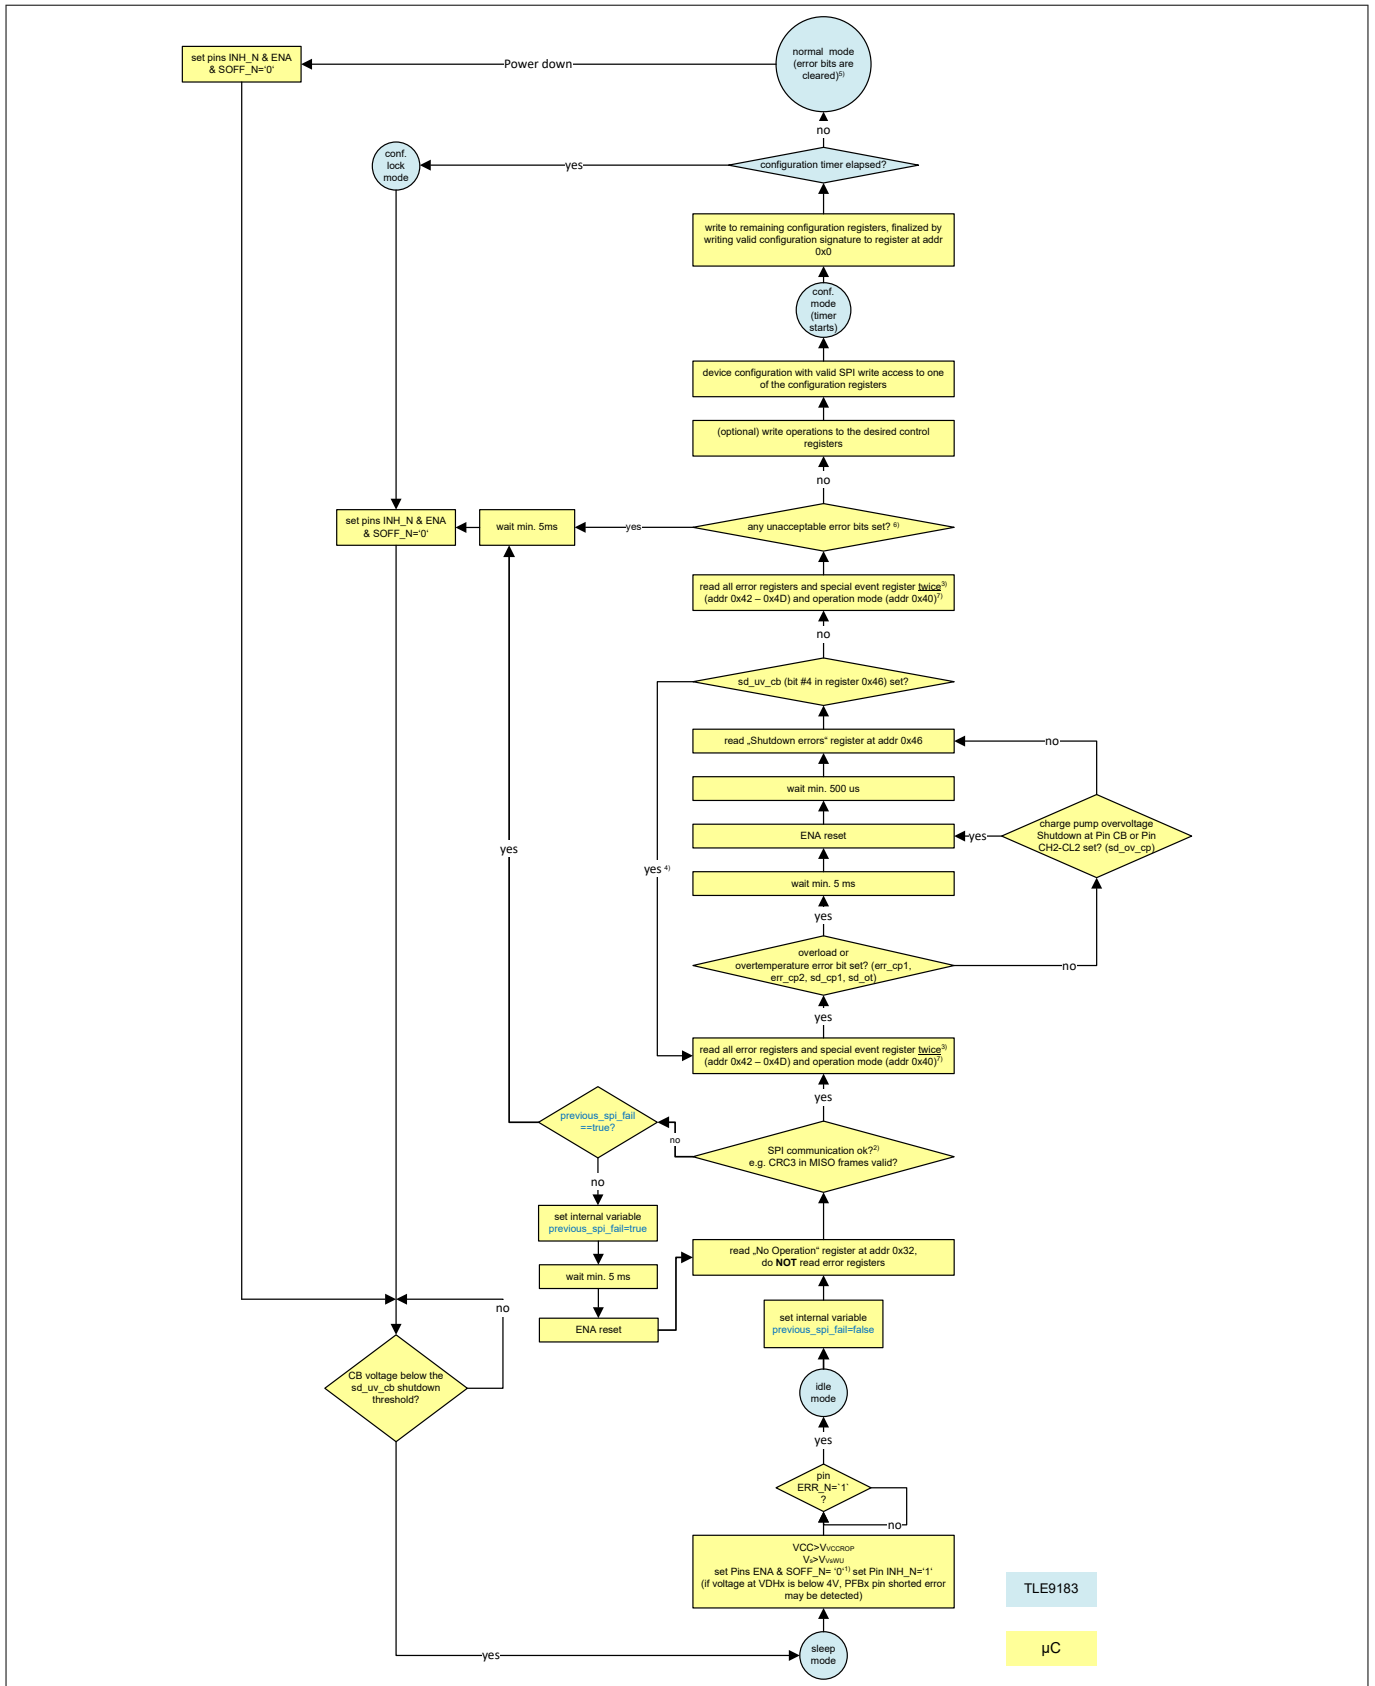 normal mode
(error bits are
cleared)5)
Power down
set pins INH_N & ENA
& SOFF_N='0'
no
conf.
lock
mode
yes
configuration timer elapsed?
write to remaining configuration registers, finalized by
writing valid configuration signature to register at addr
0x0
conf.
mode
(timer
starts)
device configuration with valid SPI write access to one
of the configuration registers
(optional) write operations to the desired control
registers
no
set pins INH_N & ENA
& SOFF_N='0'
wait min. 5ms
yes
any unacceptable error bits set? 6)
read all error registers and special event register twice3)
(addr 0x42 – 0x4D) and operation mode (addr 0x40)7)
no
sd_uv_cb (bit #4 in register 0x46) set?
read „Shutdown errors“ register at addr 0x46
no
wait min. 500 us
ENA reset
yes
charge pump overvoltage
Shutdown at Pin CB or Pin
CH2-CL2 set? (sd_ov_cp)
yes
yes 4)
wait min. 5 ms
yes
overload or
overtemperature error bit set? (err_cp1,
err_cp2, sd_cp1, sd_ot)
no
yes
read all error registers and special event register twice3)
(addr 0x42 – 0x4D) and operation mode (addr 0x40)7)
yes
previous_spi_fail
==true?
no
SPI communication ok?2)
e.g. CRC3 in MISO frames valid?
no
set internal variable
previous_spi_fail=true
read „No Operation“ register at addr 0x32,
do NOT read error registers
wait min. 5 ms
no
set internal variable
previous_spi_fail=false
ENA reset
CB voltage below the
sd_uv_cb shutdown
threshold?
idle
mode
yes
pin
ERR_N=`1`
?
no
VCC>VVCCROP
Vs>VVsWU
set Pins ENA & SOFF_N= '0'1) set Pin INH_N='1'
(if voltage at VDHx is below 4V, PFBx pin shorted error
may be detected)
TLE9183
yes
sleep
mode
µC